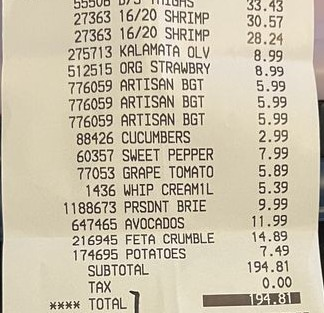 55508 B/S THIGHS 33.43
27363 16/20 SHRIMP 30.57
27363 16/20 SHRIMP 28.24
275713 KALAMATA OLV 8.99
512515 ORG STRAWBRY 8.99
776059 ARTISAN BGT 5.99
776059 ARTISAN BGT 5.99
776059 ARTISAN BGT 5.99
88426 CUCUMBERS 2.99
60357 SWEET PEPPER 7.99
77053 GRAPE TOMATO 5.89
1436 WHIP CREAM1L 5.39
1188673 PRSDNT BRIE 9.99
647465 AVOCADOS 11.99
216945 FETA CRUMBLE 14.89
174695 POTATOES 7.49
SUBTOTAL 194.81
TAX 0.00
**** TOTAL 194.81